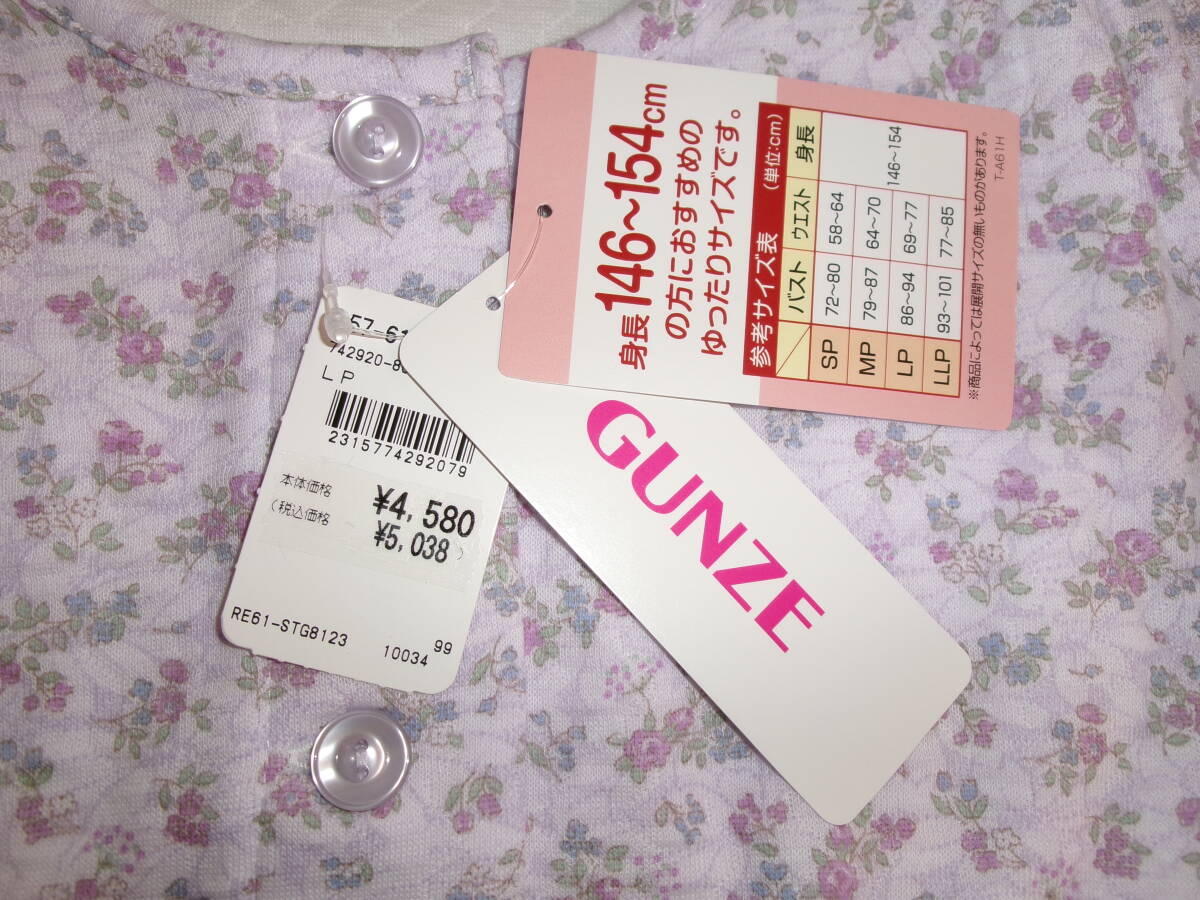 身長146~154cm
の方におすすめの
ゆったりサイズです。
参考サイズ表 (単位:cm)
バスト ウエスト 身長
SP 72~80 58~64 146~154
MP 79~87 64~70
LP 86~94 69~77
LLP 93~101 77~85
※商品によっては展開サイズの無いものがあります。
T-A61H
GUNZE
LP
2315774292079
本体価格 ¥4,580
(税込価格 ¥5,038)
RE61-STG8123 10034 99